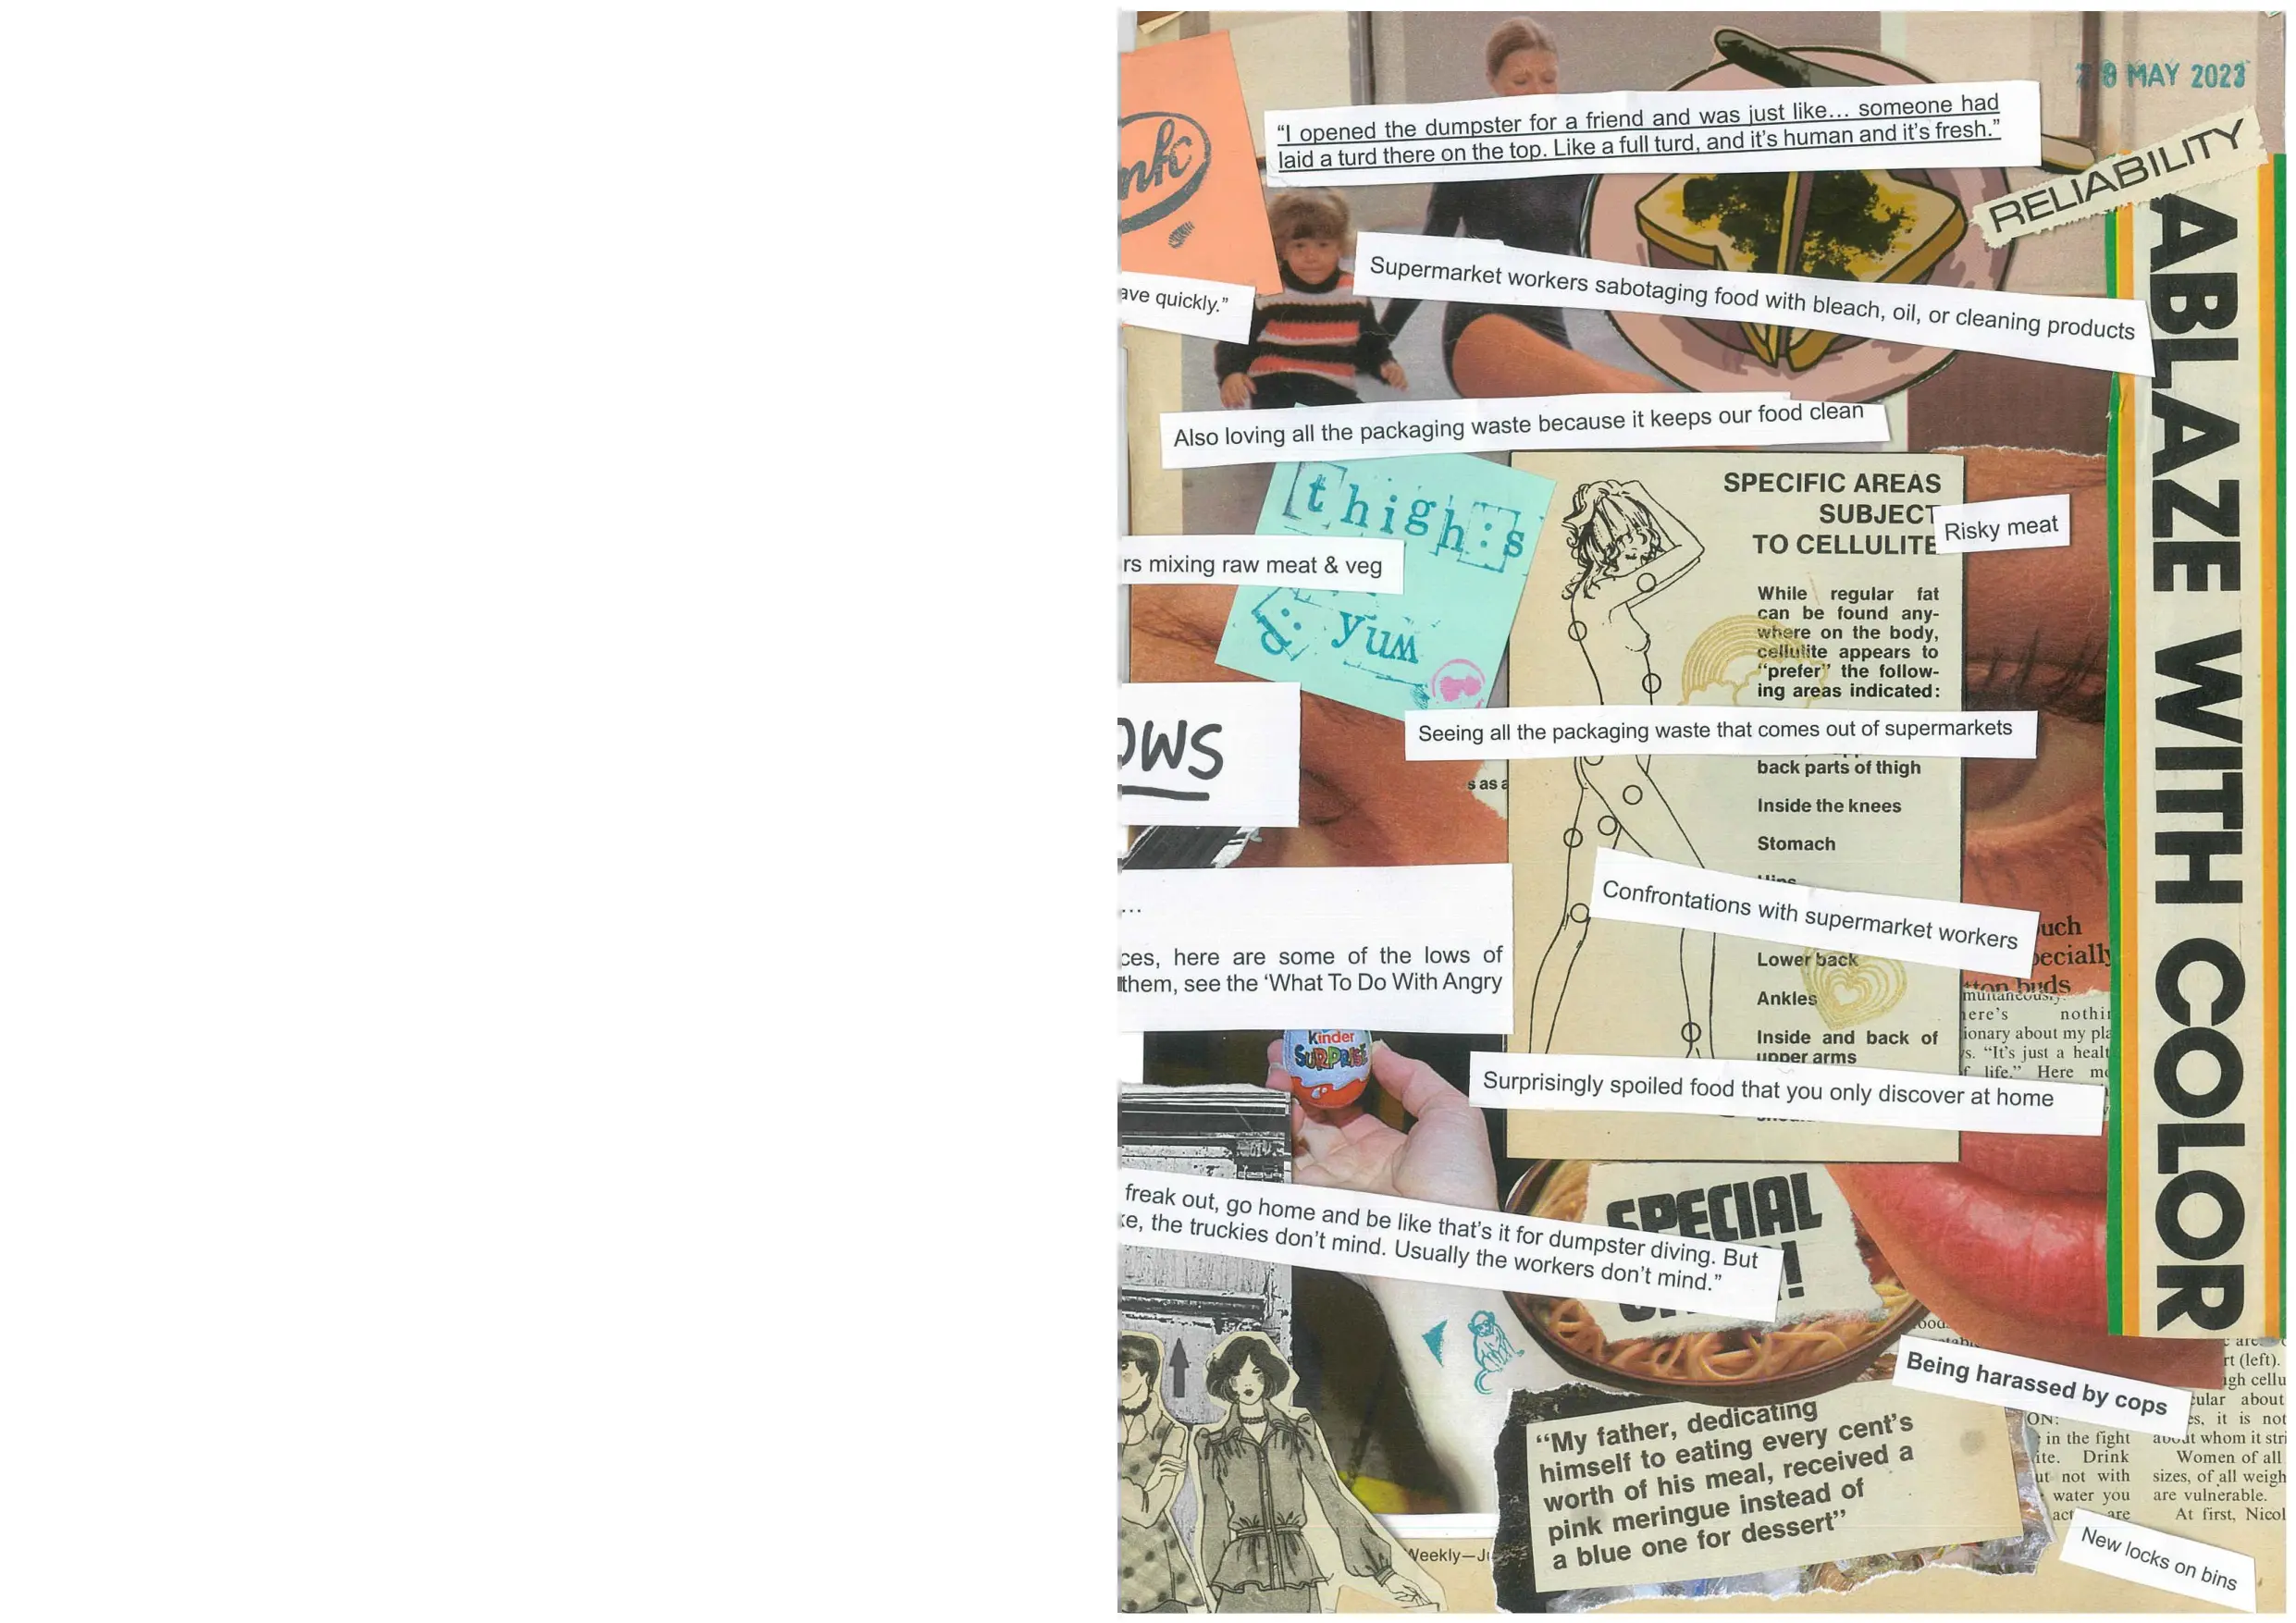 8 MAY 2023
“I opened the dumpster for a friend and was just like… someone had
laid a turd there on the top. Like a full turd, and it’s human and it’s fresh.”
RELIABILITY
ABLAZE WITH COLOR
Supermarket workers sabotaging food with bleach, oil, or cleaning products
ave quickly.”
Also loving all the packaging waste because it keeps our food clean
thigh:s
d: yum
SPECIFIC AREAS
SUBJECT
TO CELLULITE
Risky meat
rs mixing raw meat & veg
While regular fat
can be found any-
where on the body,
cellulite appears to
“prefer” the follow-
ing areas indicated:
OWS
Seeing all the packaging waste that comes out of supermarkets
s as a
back parts of thigh
Inside the knees
Stomach
Hips
Confrontations with supermarket workers
…
ces, here are some of the lows of
them, see the ‘What To Do With Angry
Lower back
Ankles
Inside and back of
upper arms
uch
pecially
tton buds
multaneously.
here’s nothin
ionary about my pla
s. “It’s just a healt
f life.” Here mo
Kinder
SURPRISE
Surprisingly spoiled food that you only discover at home
freak out, go home and be like that’s it for dumpster diving. But
ke, the truckies don’t mind. Usually the workers don’t mind.”
SPECIAL
!
Being harassed by cops
“My father, dedicating
himself to eating every cent’s
worth of his meal, received a
pink meringue instead of
a blue one for dessert”
ON:
in the fight
ite. Drink
ut not with
water you
act are
rt (left).
ugh cellu
cular about
es, it is not
about whom it stri
Women of all
sizes, of all weigh
are vulnerable.
At first, Nicol
Weekly—Ju
New locks on bins